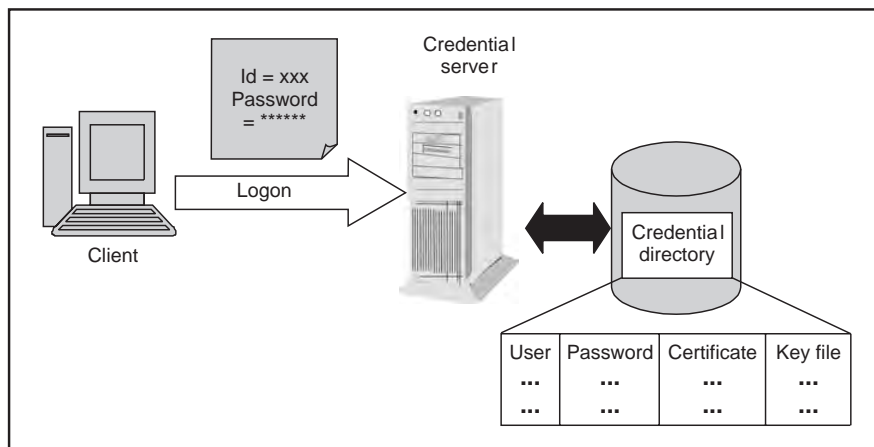 Credential
server
Id = xxx
Password
= ******
Logon
Client
Credential
directory
User Password Certificate Key file
... ... ... ...
... ... ... ...